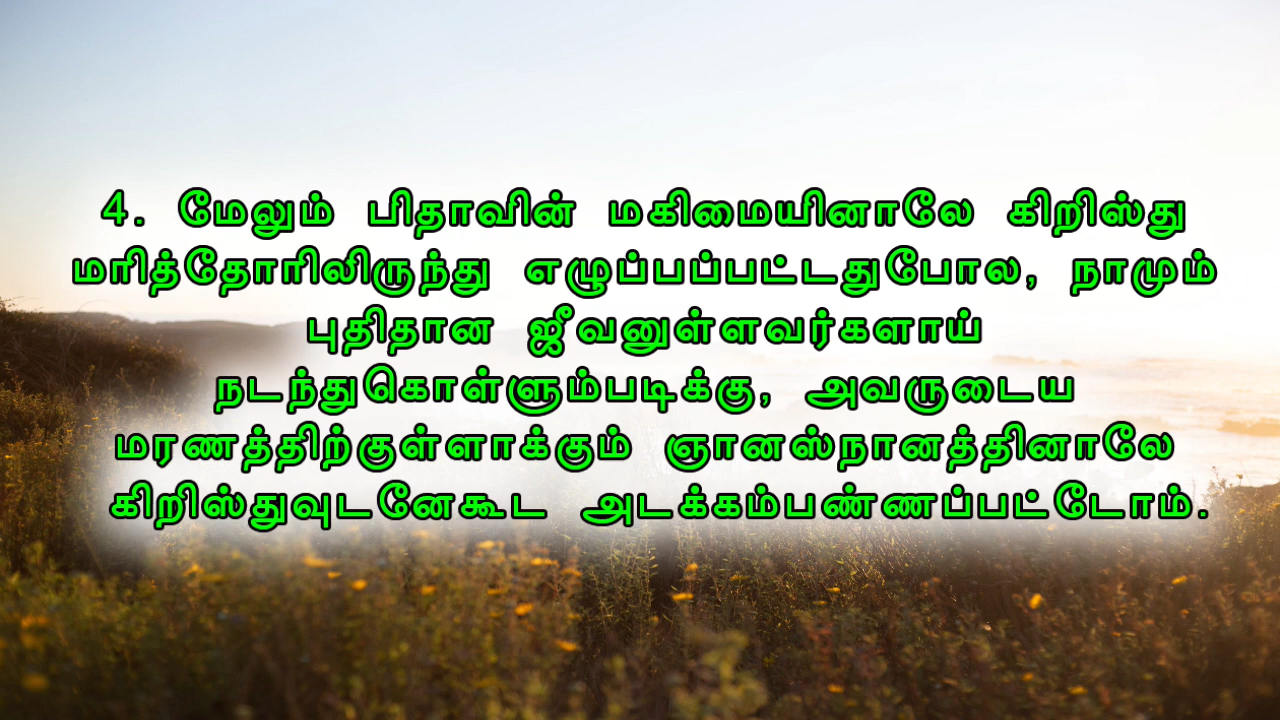 4. மேலும் பிதாவின் மகிமையினாலே கிறிஸ்து
மரித்தோரிலிருந்து எழுப்பப்பட்டதுபோல, நாமும்
புதிதான ஜீவனுள்ளவர்களாய்
நடந்துகொள்ளும்படிக்கு, அவருடைய
மரணத்திற்குள்ளாக்கும் ஞானஸ்நானத்தினாலே
கிறிஸ்துவுடனேகூட அடக்கம்பண்ணப்பட்டோம்.